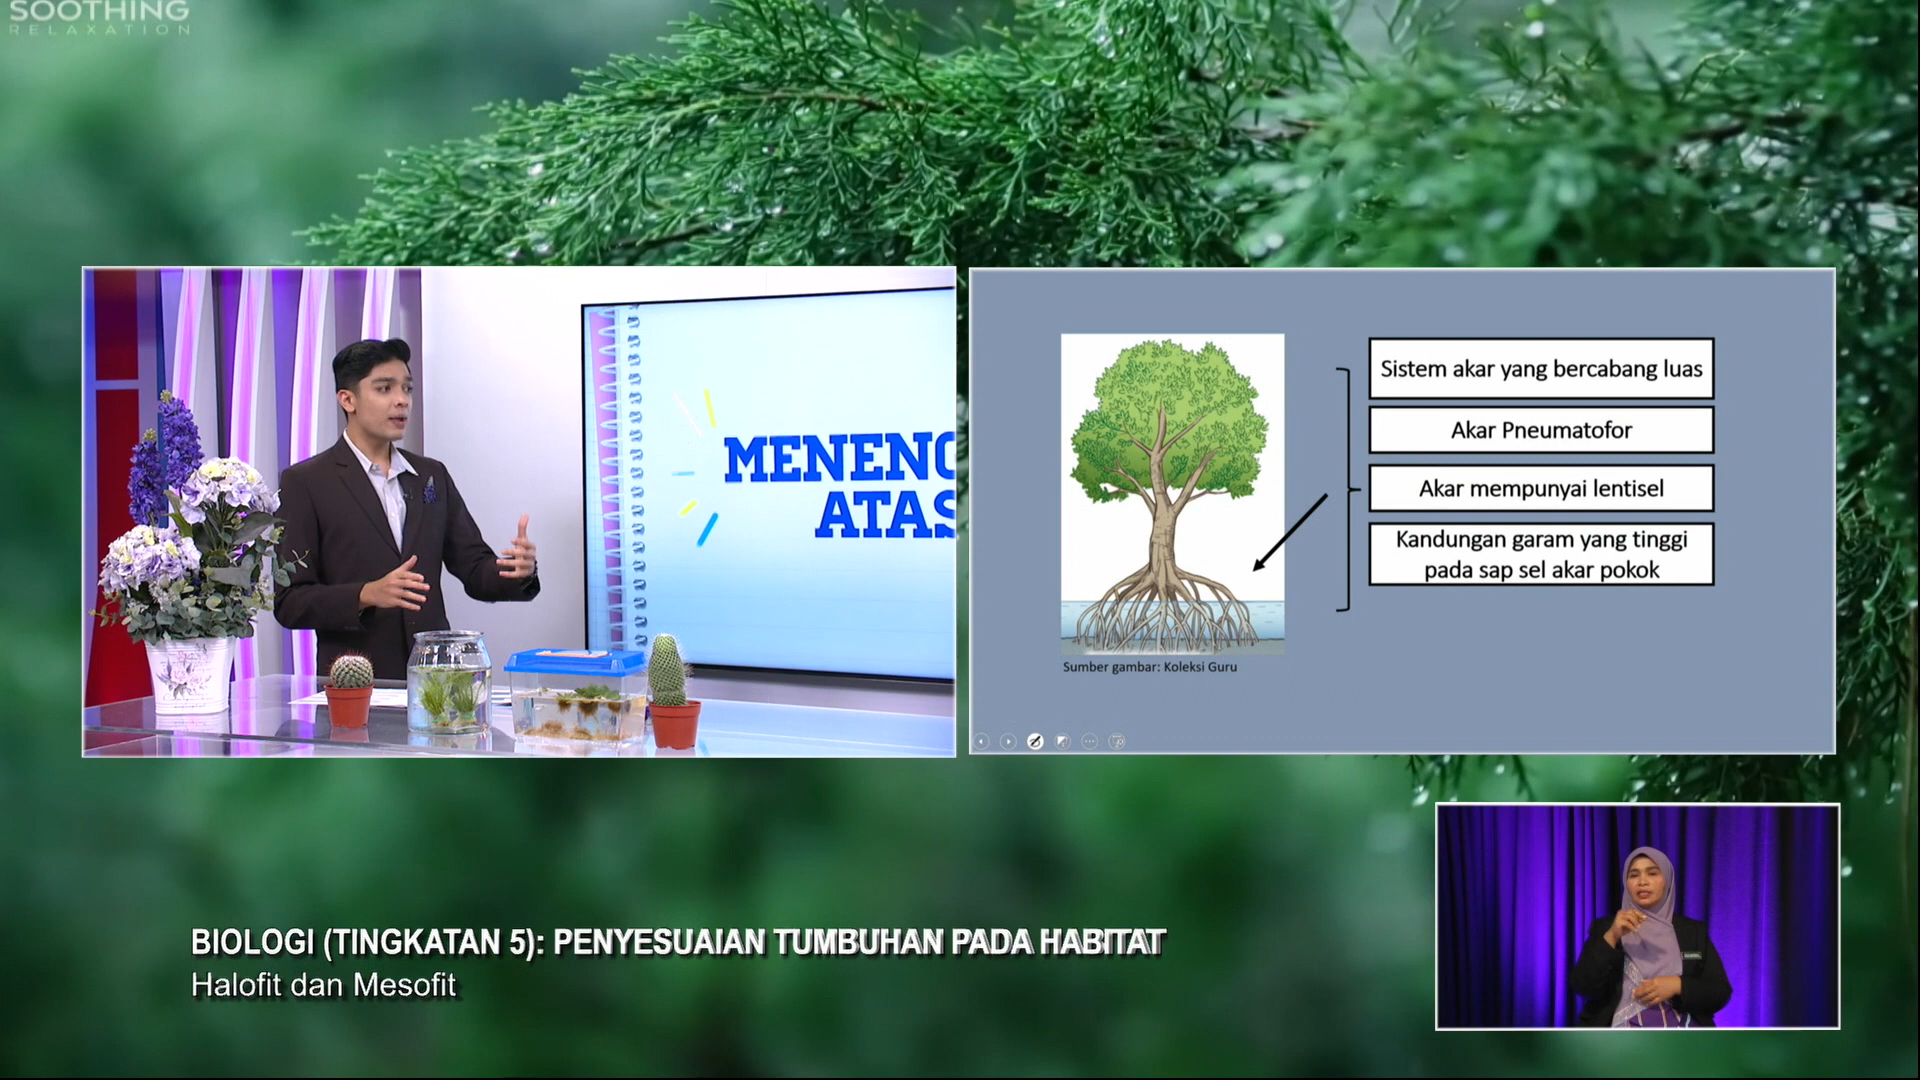 SOOTHING
RELAXATION
MENENG
ATAS
Sistem akar yang bercabang luas
Akar Pneumatofor
Akar mempunyai lentisel
Kandungan garam yang tinggi
pada sap sel akar pokok
Sumber gambar: Koleksi Guru
BIOLOGI (TINGKATAN 5): PENYESUAIAN TUMBUHAN PADA HABITAT
Halofit dan Mesofit